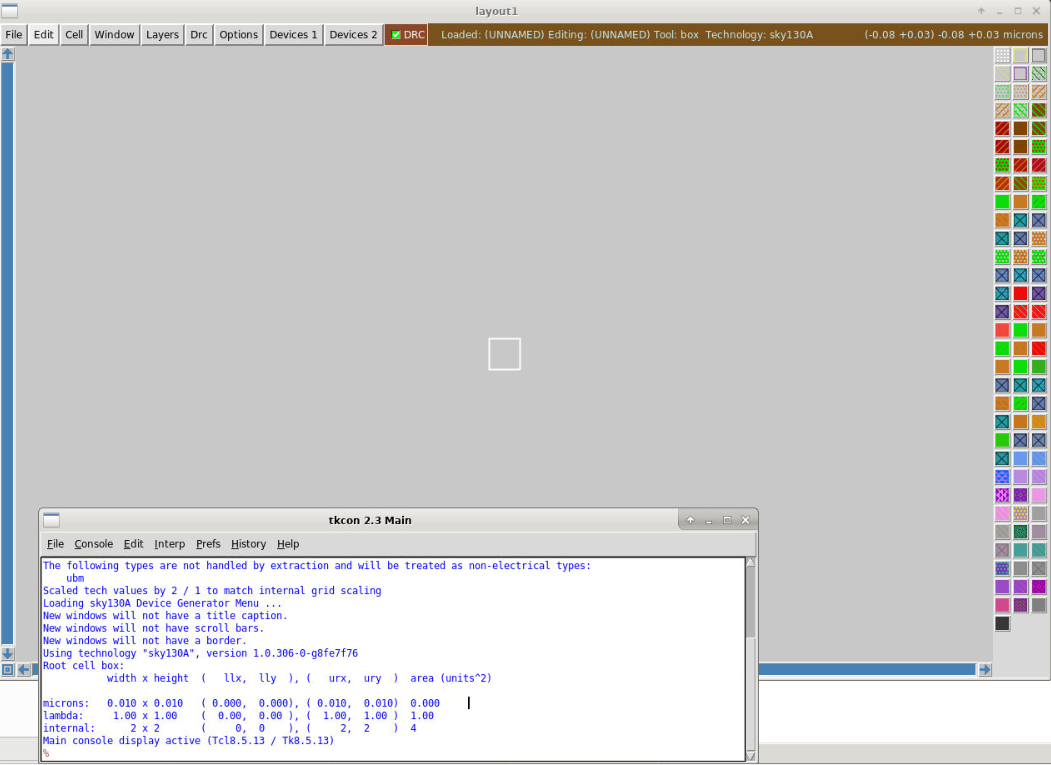 layout1
File Edit Cell Window Layers Drc Options Devices 1 Devices 2 DRC Loaded: (UNNAMED) Editing: (UNNAMED) Tool: box Technology: sky130A (-0.08 +0.03) -0.08 +0.03 microns
tkcon 2.3 Main
File Console Edit Interp Prefs History Help
The following types are not handled by extraction and will be treated as non-electrical types:
ubm
Scaled tech values by 2 / 1 to match internal grid scaling
Loading sky130A Device Generator Menu ...
New windows will not have a title caption.
New windows will not have scroll bars.
New windows will not have a border.
Using technology "sky130A", version 1.0.306-0-g8fe7f76
Root cell box:
width x height ( llx, lly ), ( urx, ury ) area (units^2)
microns: 0.010 x 0.010 ( 0.000, 0.000), ( 0.010, 0.010) 0.000
lambda: 1.00 x 1.00 ( 0.00, 0.00 ), ( 1.00, 1.00 ) 1.00
internal: 2 x 2 ( 0, 0 ), ( 2, 2 ) 4
Main console display active (Tcl8.5.13 / Tk8.5.13)
%